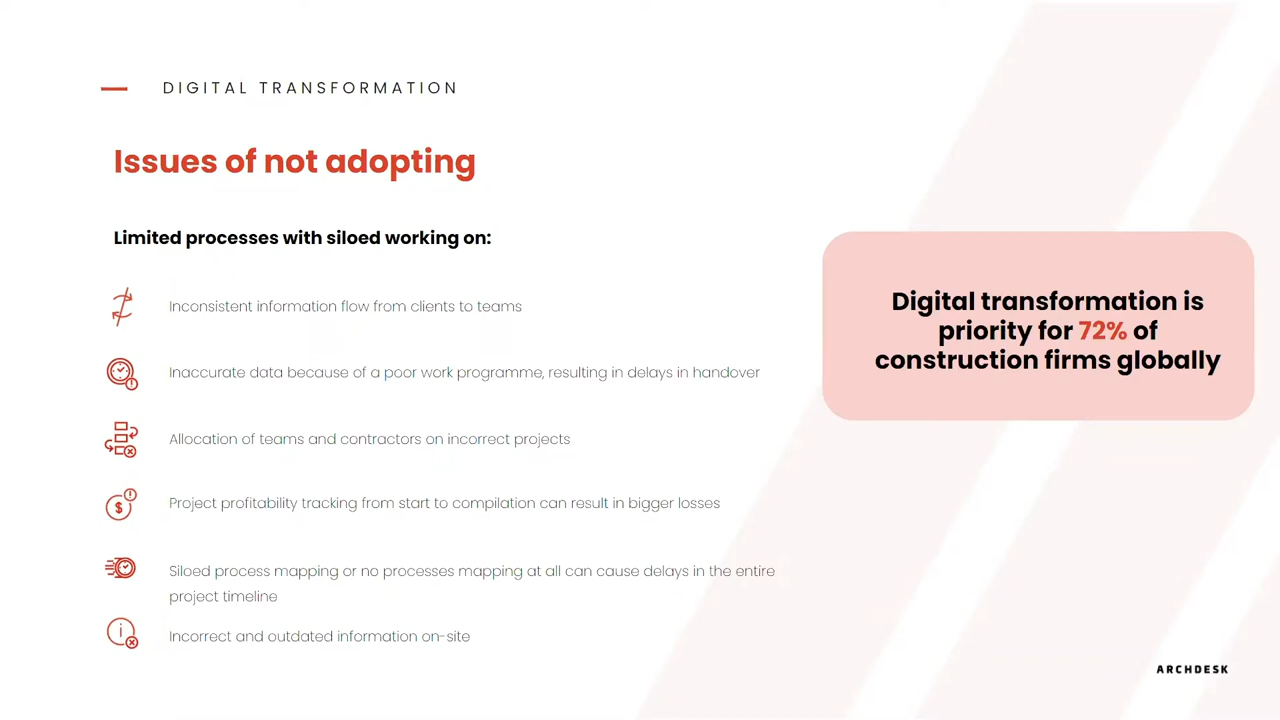 DIGITAL TRANSFORMATION
Issues of not adopting
Limited processes with siloed working on:
Inconsistent information flow from clients to teams
Inaccurate data because of a poor work programme, resulting in delays in handover
Allocation of teams and contractors on incorrect projects
Project profitability tracking from start to compilation can result in bigger losses
Siloed process mapping or no processes mapping at all can cause delays in the entire
project timeline
Incorrect and outdated information on-site
Digital transformation is
priority for 72% of
construction firms globally
ARCHDESK